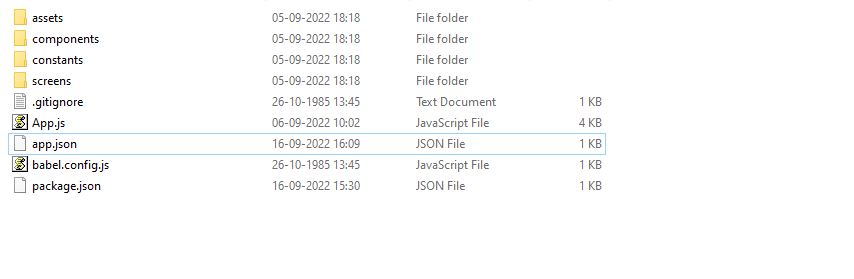 assets 05-09-2022 18:18 File folder
components 05-09-2022 18:18 File folder
constants 05-09-2022 18:18 File folder
screens 05-09-2022 18:18 File folder
.gitignore 26-10-1985 13:45 Text Document 1 KB
App.js 06-09-2022 10:02 JavaScript File 4 KB
app.json 16-09-2022 16:09 JSON File 1 KB
babel.config.js 26-10-1985 13:45 JavaScript File 1 KB
package.json 16-09-2022 15:30 JSON File 1 KB